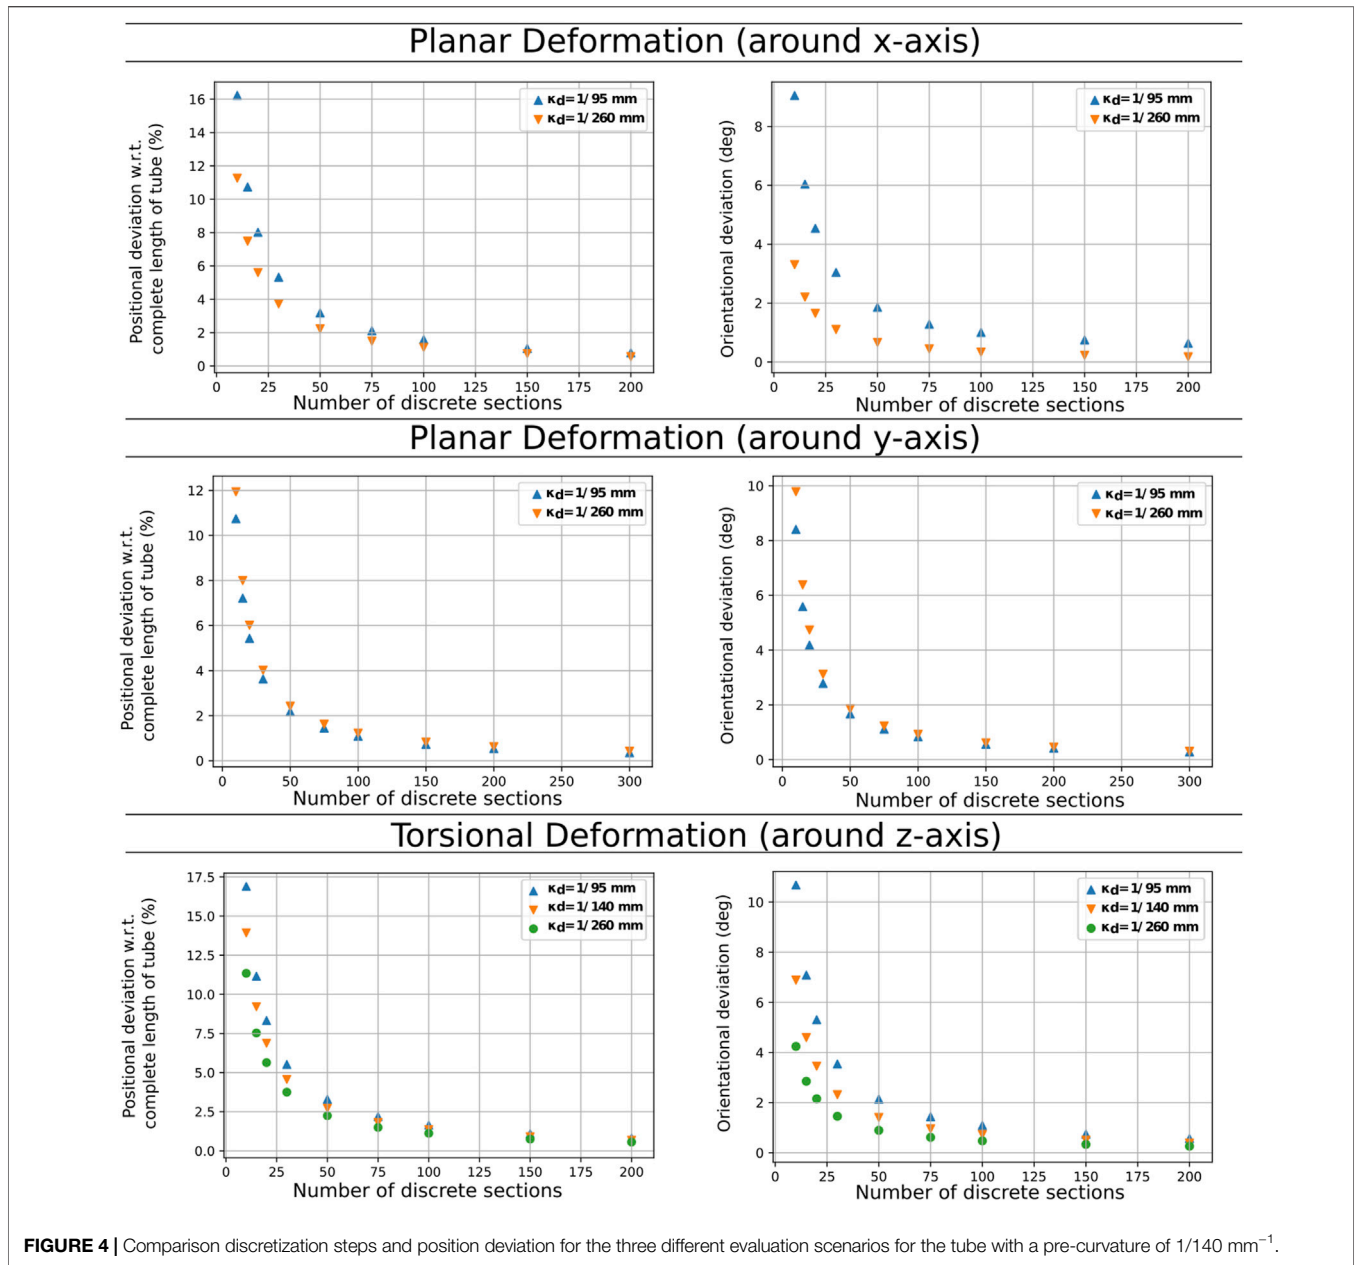 Planar Deformation (around x-axis)
Positional deviation w.r.t.
complete length of tube (%)
16
14
12
10
8
6
4
2
0
κd=1/95 mm
κd=1/260 mm
0 25 50 75 100 125 150 175 200
Number of discrete sections
Orientational deviation (deg)
8
6
4
2
0
κd=1/95 mm
κd=1/260 mm
0 25 50 75 100 125 150 175 200
Number of discrete sections
Planar Deformation (around y-axis)
Positional deviation w.r.t.
complete length of tube (%)
12
10
8
6
4
2
0
κd=1/95 mm
κd=1/260 mm
0 50 100 150 200 250 300
Number of discrete sections
Orientational deviation (deg)
10
8
6
4
2
0
κd=1/95 mm
κd=1/260 mm
0 50 100 150 200 250 300
Number of discrete sections
Torsional Deformation (around z-axis)
Positional deviation w.r.t.
complete length of tube (%)
17.5
15.0
12.5
10.0
7.5
5.0
2.5
0.0
κd=1/95 mm
κd=1/140 mm
κd=1/260 mm
0 25 50 75 100 125 150 175 200
Number of discrete sections
Orientational deviation (deg)
10
8
6
4
2
0
κd=1/95 mm
κd=1/140 mm
κd=1/260 mm
0 25 50 75 100 125 150 175 200
Number of discrete sections
FIGURE 4 | Comparison discretization steps and position deviation for the three different evaluation scenarios for the tube with a pre-curvature of 1/140 mm⁻¹.